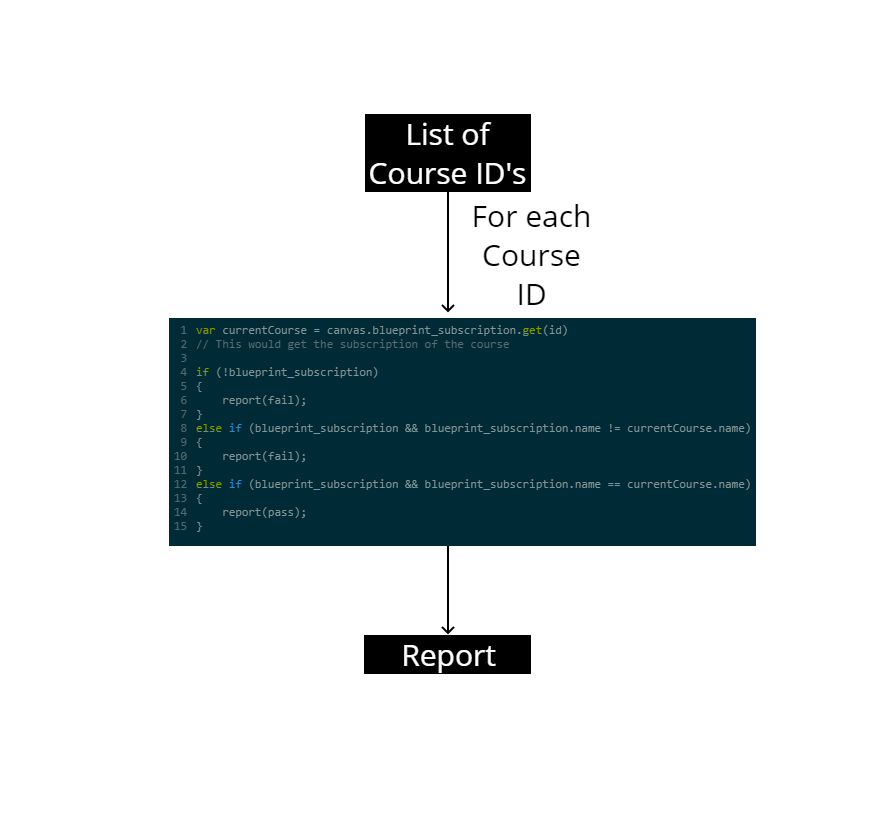 List of
Course ID's
For each
Course
ID
1 var currentCourse = canvas.blueprint_subscription.get(id)
2 // This would get the subscription of the course
3
4 if (!blueprint_subscription)
5 {
6     report(fail);
7 }
8 else if (blueprint_subscription && blueprint_subscription.name != currentCourse.name)
9 {
10     report(fail);
11 }
12 else if (blueprint_subscription && blueprint_subscription.name == currentCourse.name)
13 {
14     report(pass);
15 }
Report